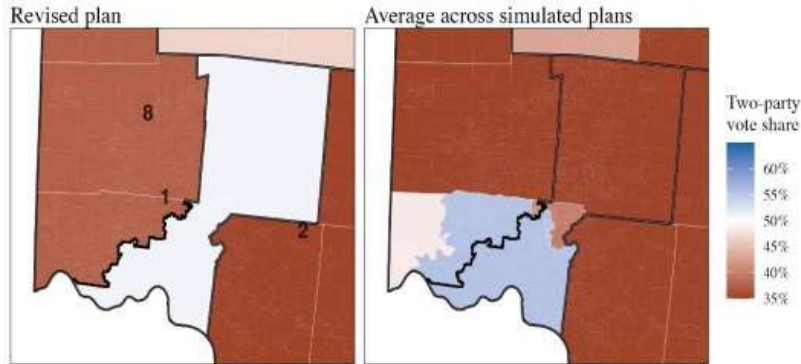 Revised plan
Average across simulated plans
8
1
2
Two-party
vote share
60%
55%
50%
45%
40%
35%